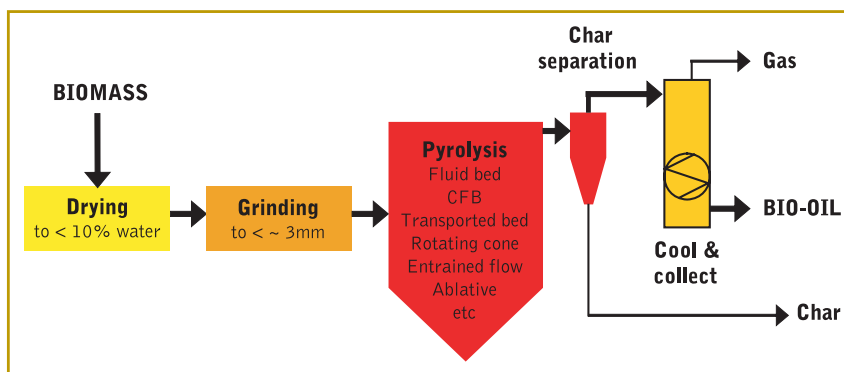 BIOMASS
Drying
to < 10% water
Grinding
to < ~ 3mm
Pyrolysis
Fluid bed
CFB
Transported bed
Rotating cone
Entrained flow
Ablative
etc
Char
separation
Cool &
collect
Gas
BIO-OIL
Char